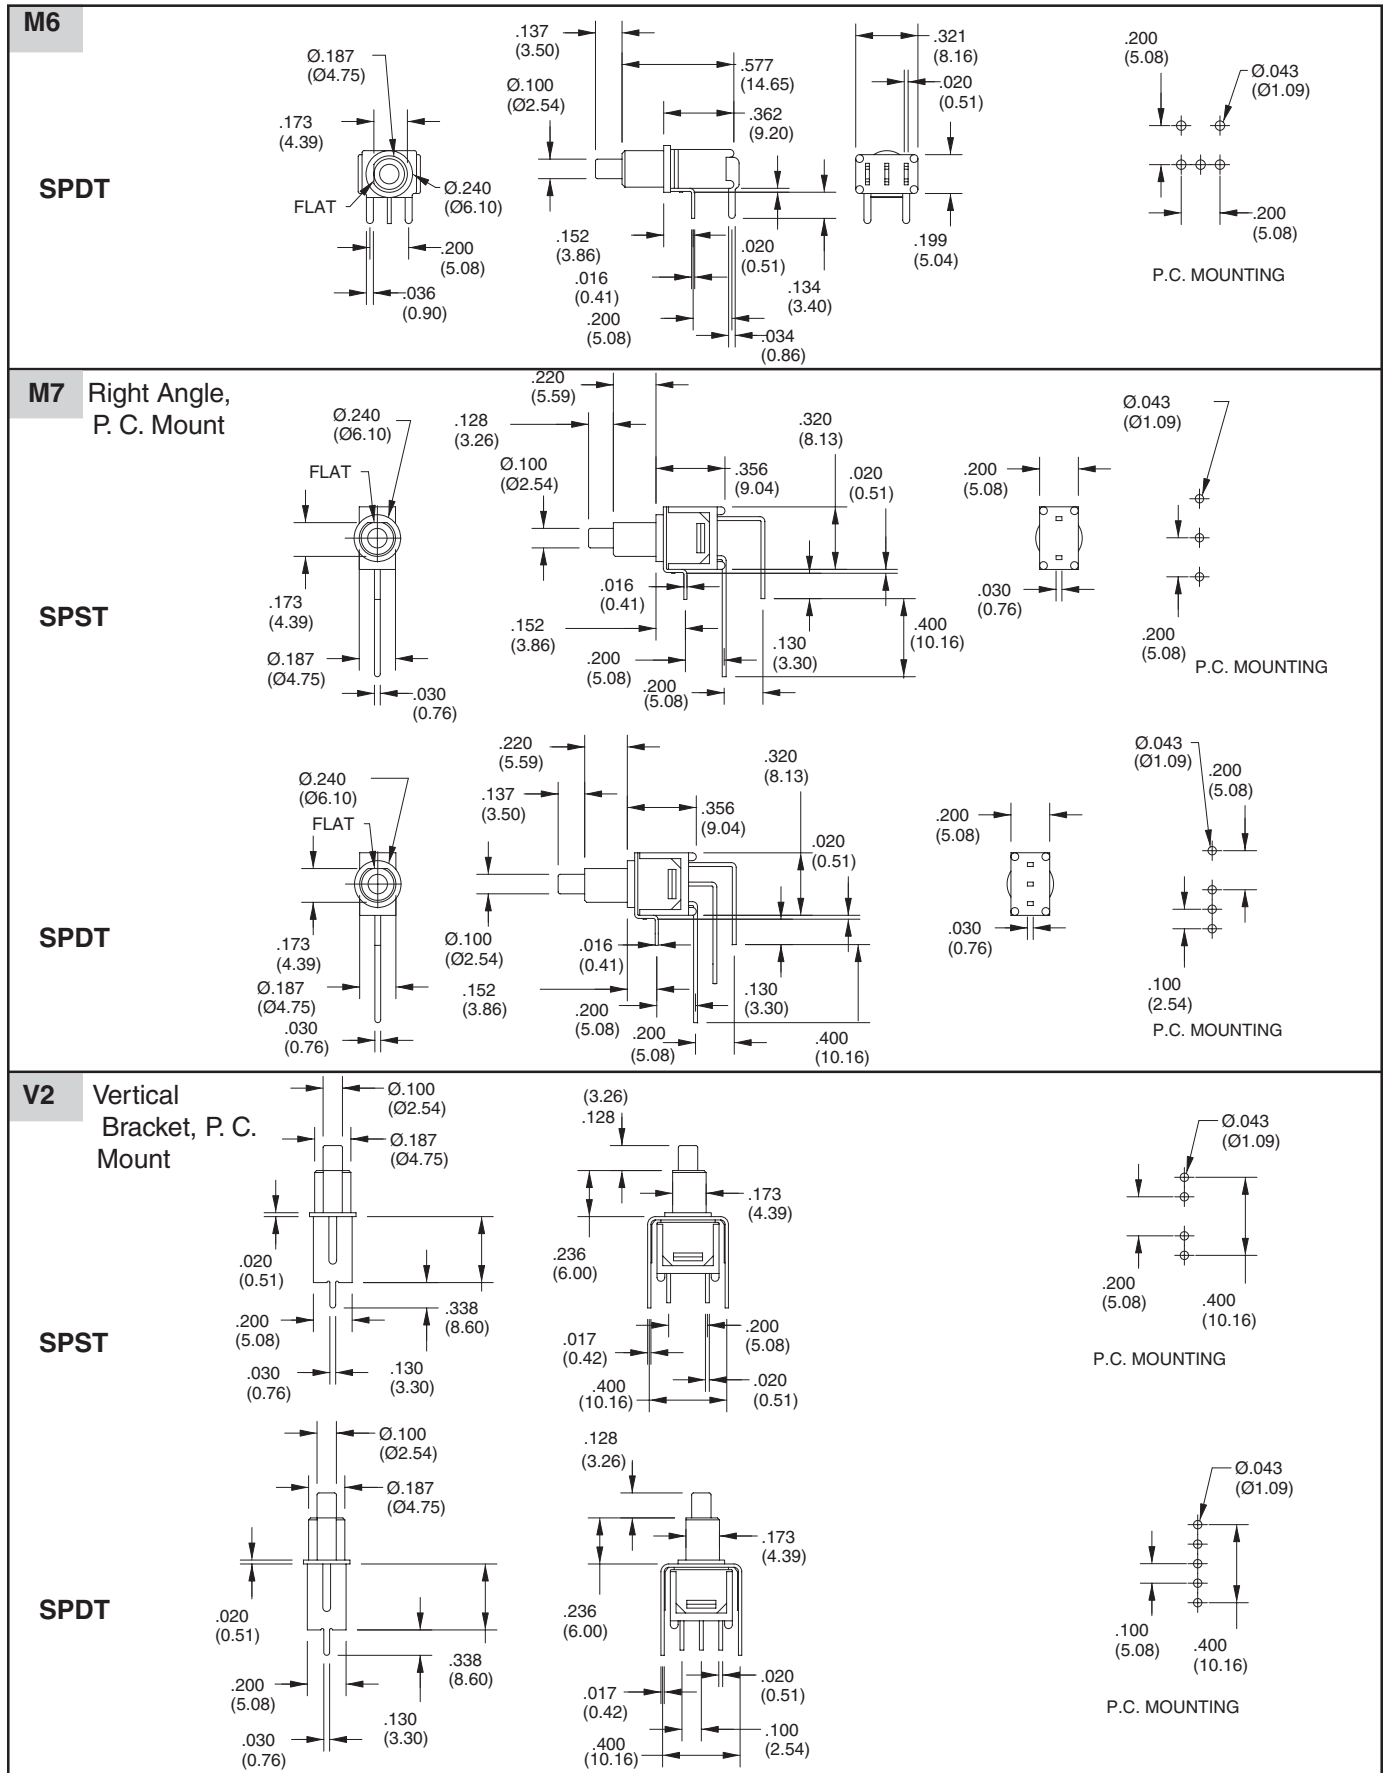 M6
SPDT
Ø.187
(Ø4.75)
.173
(4.39)
FLAT
Ø.240
(Ø6.10)
.200
(5.08)
.036
(0.90)
.137
(3.50)
.577
(14.65)
Ø.100
(Ø2.54)
.362
(9.20)
.152
(3.86)
.016
(0.41)
.200
(5.08)
.020
(0.51)
.134
(3.40)
.034
(0.86)
.321
(8.16)
.020
(0.51)
.199
(5.04)
.200
(5.08)
Ø.043
(Ø1.09)
.200
(5.08)
P.C. MOUNTING
M7 Right Angle,
P. C. Mount
SPST
Ø.240
(Ø6.10)
FLAT
.173
(4.39)
Ø.187
(Ø4.75)
.030
(0.76)
.220
(5.59)
.128
(3.26)
Ø.100
(Ø2.54)
.356
(9.04)
.320
(8.13)
.020
(0.51)
.016
(0.41)
.152
(3.86)
.200
(5.08)
.200
(5.08)
.130
(3.30)
.400
(10.16)
.200
(5.08)
.030
(0.76)
Ø.043
(Ø1.09)
.200
(5.08)
P.C. MOUNTING
SPDT
Ø.240
(Ø6.10)
FLAT
.173
(4.39)
Ø.187
(Ø4.75)
.030
(0.76)
.220
(5.59)
.137
(3.50)
.356
(9.04)
.320
(8.13)
.020
(0.51)
Ø.100
(Ø2.54)
.016
(0.41)
.152
(3.86)
.200
(5.08)
.200
(5.08)
.130
(3.30)
.400
(10.16)
.200
(5.08)
.030
(0.76)
Ø.043
(Ø1.09)
.200
(5.08)
.100
(2.54)
P.C. MOUNTING
V2 Vertical
Bracket, P. C.
Mount
SPST
Ø.100
(Ø2.54)
Ø.187
(Ø4.75)
.020
(0.51)
.200
(5.08)
.030
(0.76)
.338
(8.60)
.130
(3.30)
(3.26)
.128
.173
(4.39)
.236
(6.00)
.017
(0.42)
.200
(5.08)
.400
(10.16)
.020
(0.51)
Ø.043
(Ø1.09)
.200
(5.08)
.400
(10.16)
P.C. MOUNTING
SPDT
Ø.100
(Ø2.54)
Ø.187
(Ø4.75)
.020
(0.51)
.200
(5.08)
.030
(0.76)
.338
(8.60)
.130
(3.30)
.128
(3.26)
.173
(4.39)
.236
(6.00)
.017
(0.42)
.020
(0.51)
.100
(2.54)
.400
(10.16)
Ø.043
(Ø1.09)
.100
(5.08)
.400
(10.16)
P.C. MOUNTING